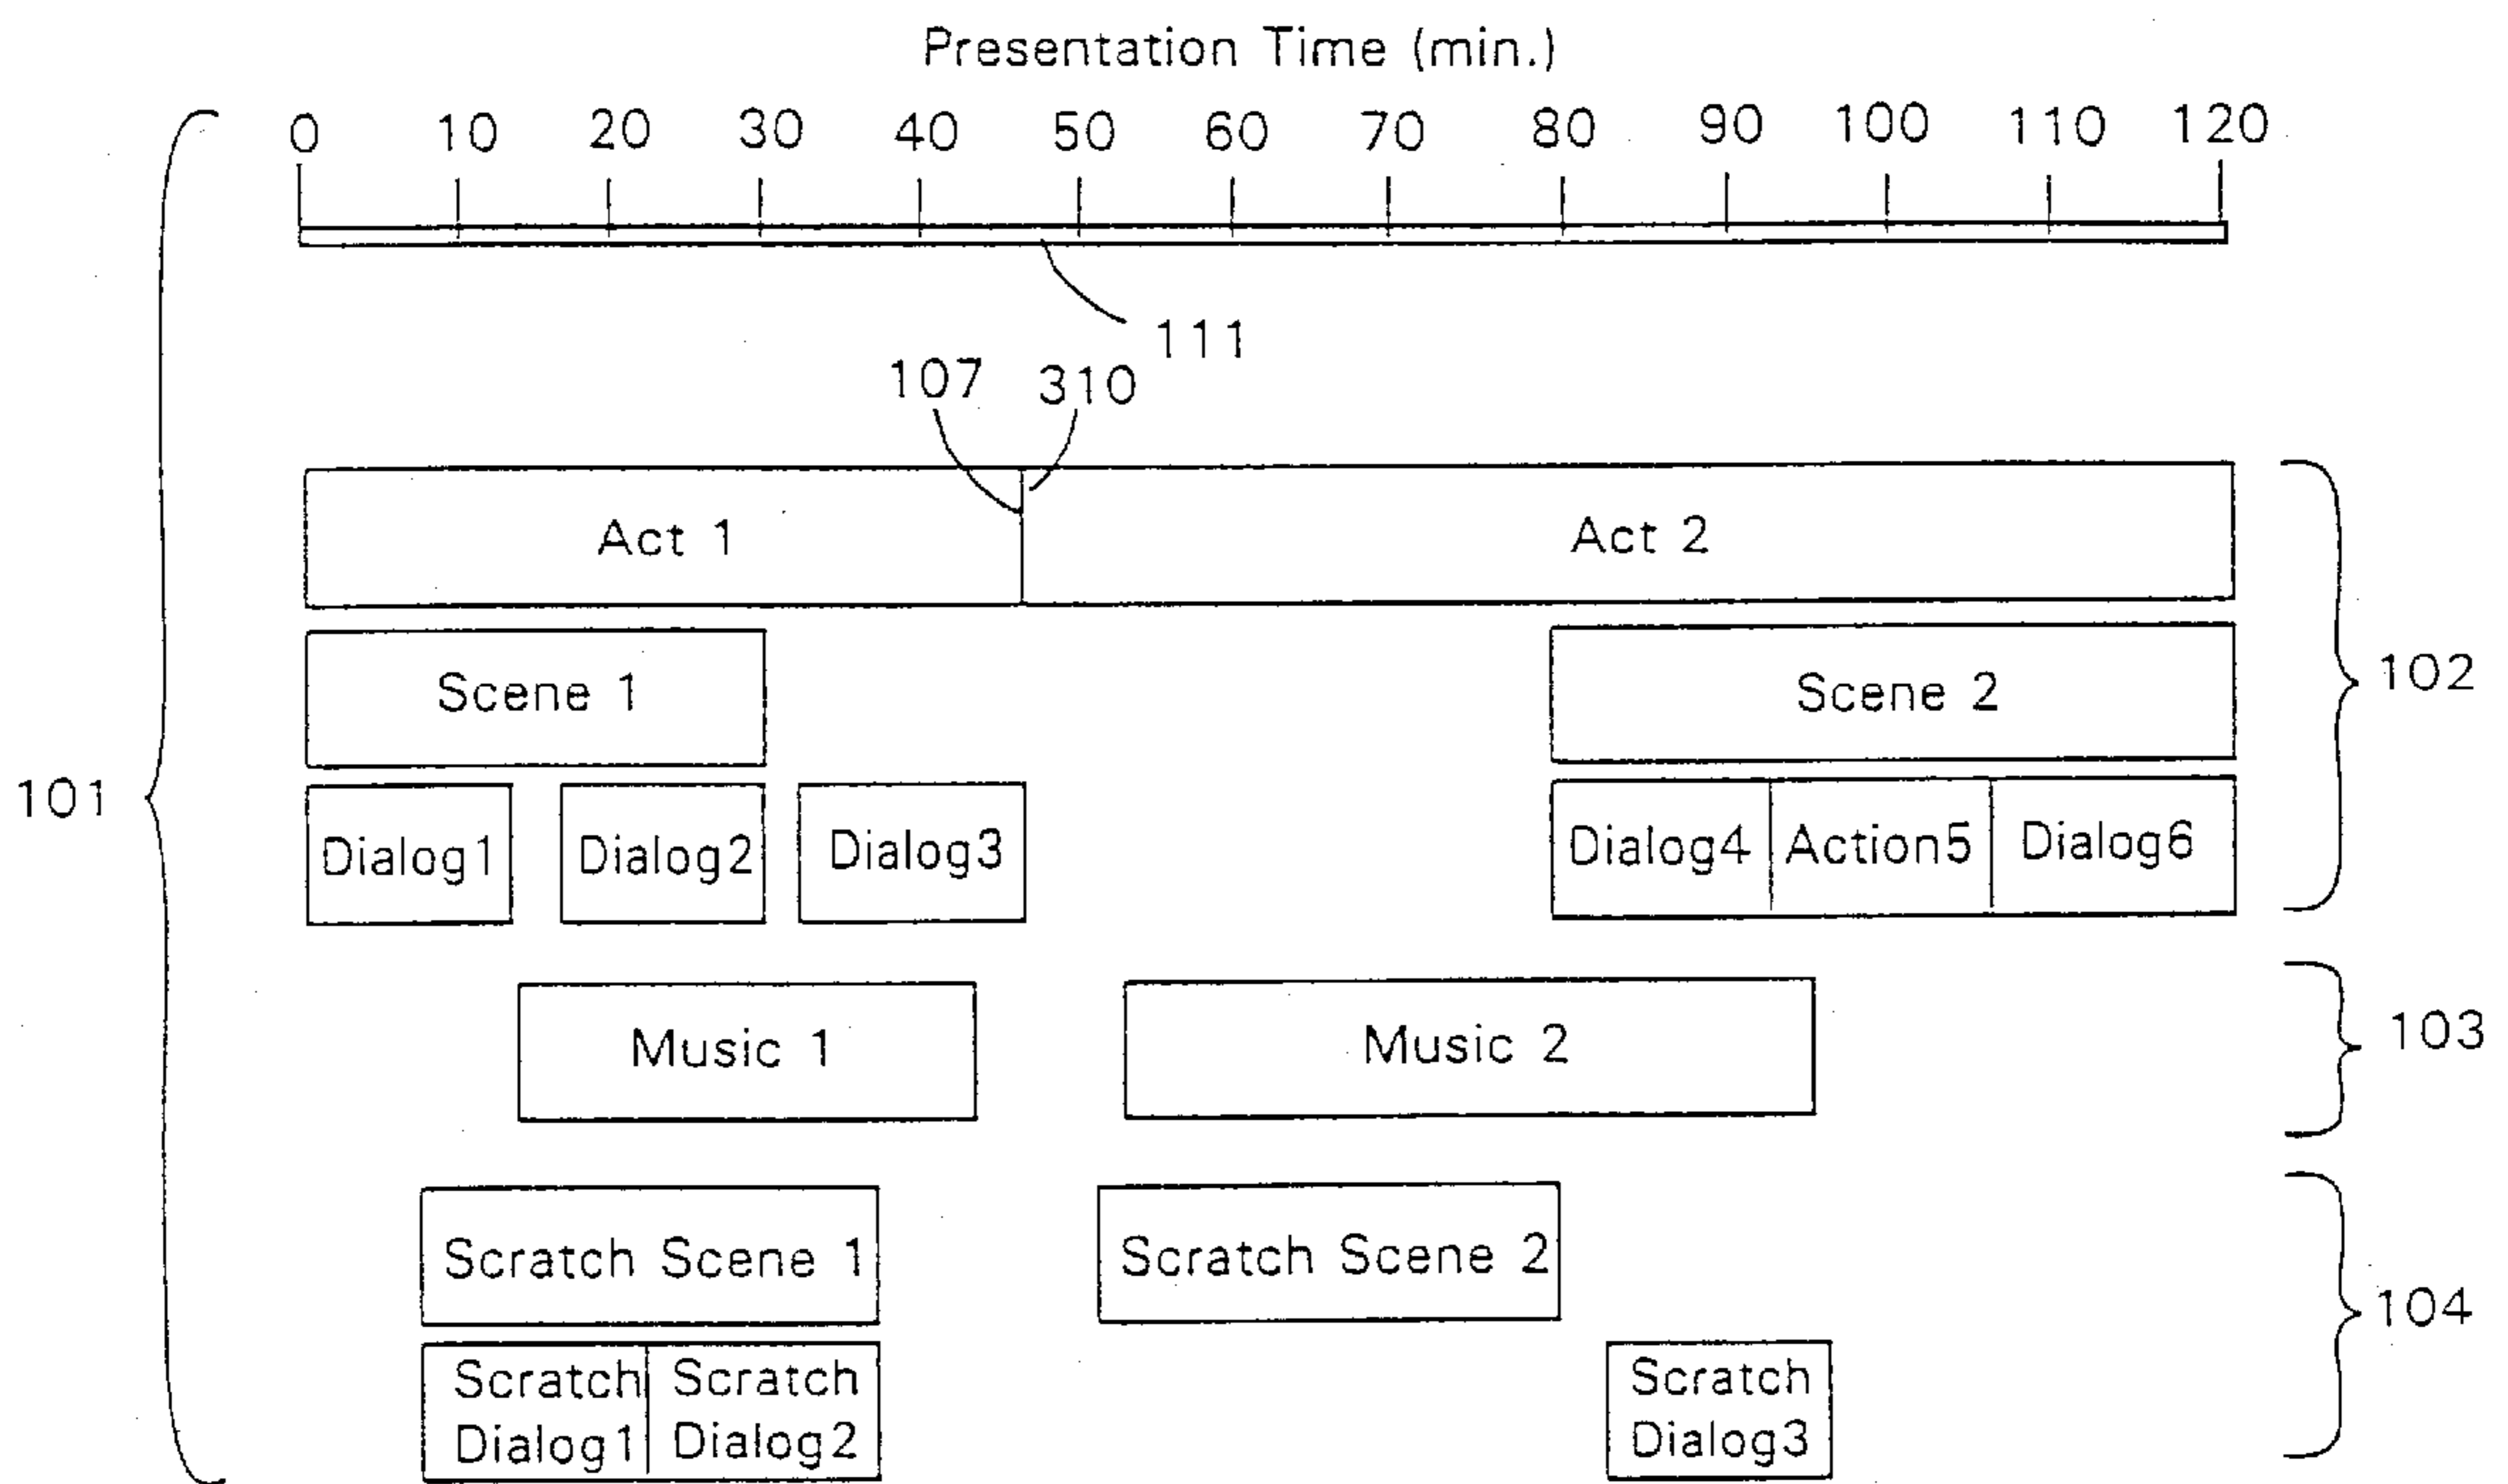 Presentation Time (min.)
0 10 20 30 40 50 60 70 80 90 100 110 120
111
107 310
Act 1 Act 2
Scene 1 Scene 2
102
101
Dialog1 Dialog2 Dialog3 Dialog4 Action5 Dialog6
Music 1 Music 2
103
Scratch Scene 1 Scratch Scene 2
104
Scratch Scratch Scratch
Dialog1 Dialog2 Dialog3